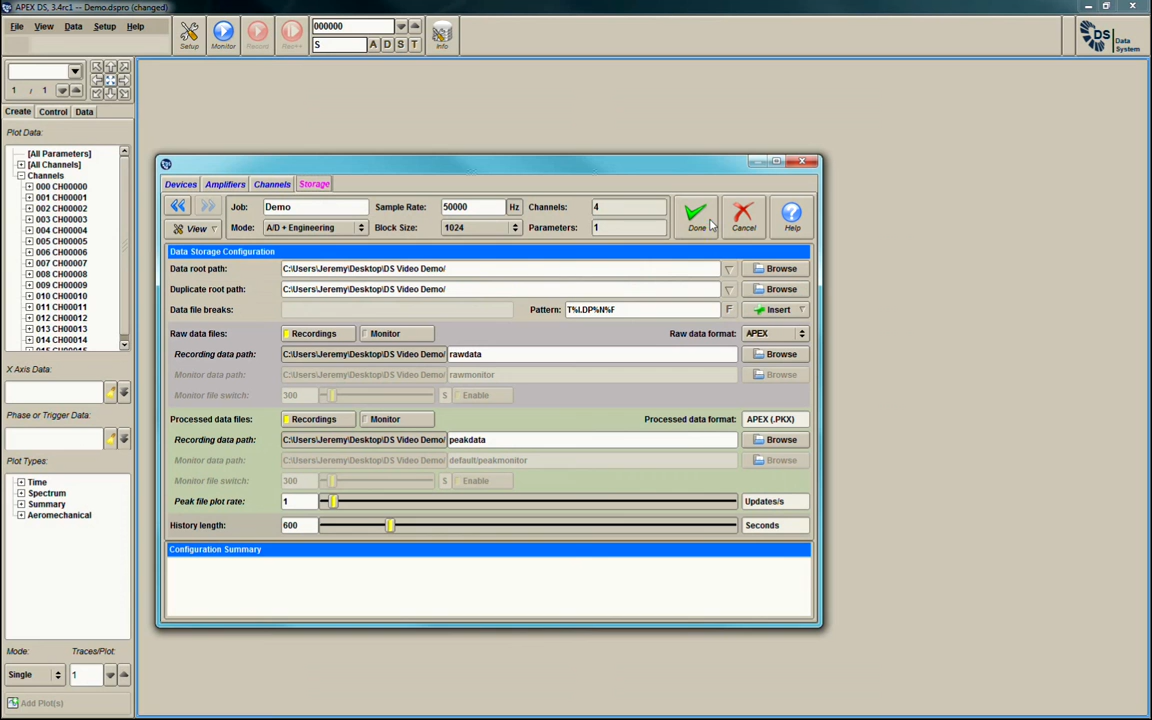 APEX DS, 3.4rc1 -- Demo.dspro (changed)
File View Data Setup Help
Setup Monitor Record Rec++ 000000 Info
S A D S T
DS Data System
1 / 1
Create Control Data
Plot Data:
[All Parameters]
[All Channels]
Channels
000 CH00000
001 CH00001
002 CH00002
003 CH00003
004 CH00004
005 CH00005
006 CH00006
007 CH00007
008 CH00008
009 CH00009
010 CH00010
011 CH00011
012 CH00012
013 CH00013
014 CH00014
015 CH00015
X Axis Data:
Phase or Trigger Data:
Plot Types:
Time
Spectrum
Summary
Aeromechanical
Mode: Traces/Plot:
Single 1
Add Plot(s)
Devices Amplifiers Channels Storage
Job: Demo Sample Rate: 50000 Hz Channels: 4
View Mode: A/D + Engineering Block Size: 1024 Parameters: 1
Done Cancel Help
Data Storage Configuration
Data root path: C:\Users\Jeremy\Desktop\DS Video Demo/ Browse
Duplicate root path: C:\Users\Jeremy\Desktop\DS Video Demo/ Browse
Data file breaks: Pattern: T%LDP%N%F F Insert
Raw data files: Recordings Monitor Raw data format: APEX
Recording data path: C:\Users\Jeremy\Desktop\DS Video Demo/ rawdata Browse
Monitor data path: C:\Users\Jeremy\Desktop\DS Video Demo/ rawmonitor Browse
Monitor file switch: 300 S Enable
Processed data files: Recordings Monitor Processed data format: APEX (.PKX)
Recording data path: C:\Users\Jeremy\Desktop\DS Video Demo/ peakdata Browse
Monitor data path: C:\Users\Jeremy\Desktop\DS Video Demo/ default/peakmonitor Browse
Monitor file switch: 300 S Enable
Peak file plot rate: 1 Updates/s
History length: 600 Seconds
Configuration Summary